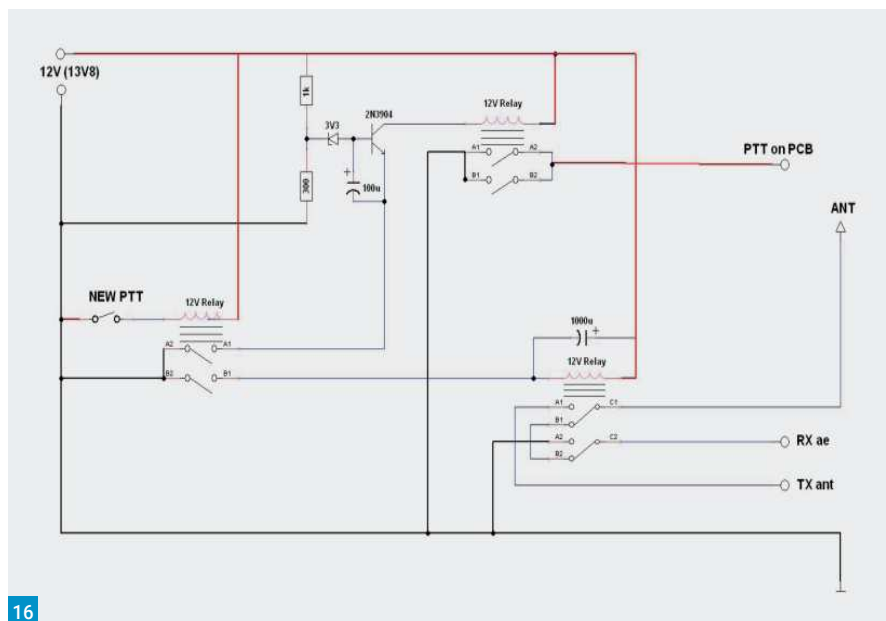 12V (13V8)
1k
3V3
2N3904
12V Relay
A1
A2
B1
B2
PTT on PCB
300
+
100u
ANT
NEW PTT
12V Relay
A2
A1
B2
B1
1000u
+
12V Relay
A1
C1
B1
A2
C2
B2
RX ae
TX ant
16